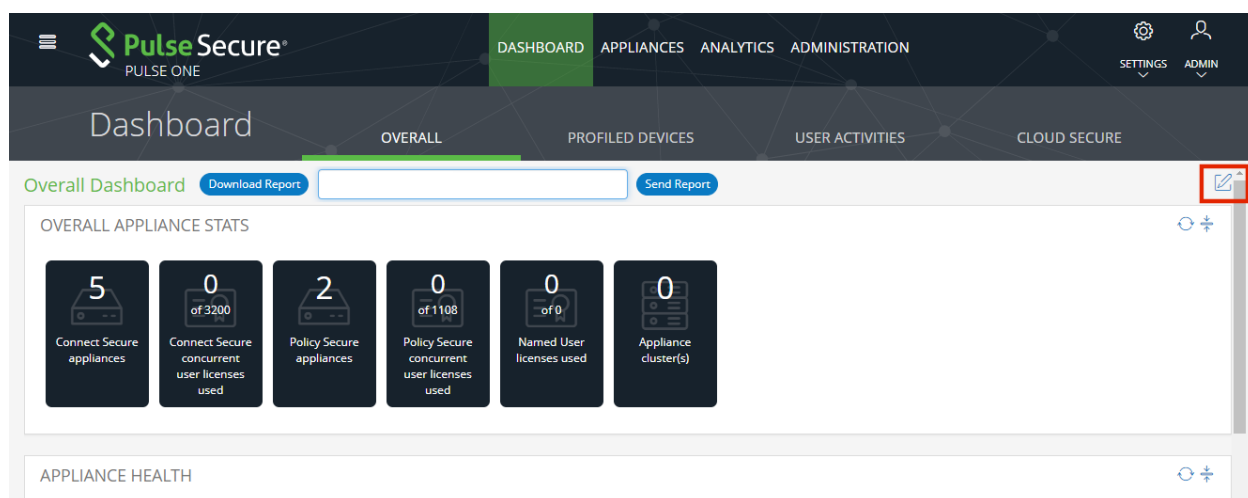 Pulse Secure®
PULSE ONE
DASHBOARD APPLIANCES ANALYTICS ADMINISTRATION
SETTINGS ADMIN
Dashboard OVERALL PROFILED DEVICES USER ACTIVITIES CLOUD SECURE
Overall Dashboard Download Report Send Report
OVERALL APPLIANCE STATS
5
Connect Secure
appliances
0
of 3200
Connect Secure
concurrent
user licenses
used
2
Policy Secure
appliances
0
of 1108
Policy Secure
concurrent
user licenses
used
0
of 0
Named User
licenses used
0
Appliance
cluster(s)
APPLIANCE HEALTH